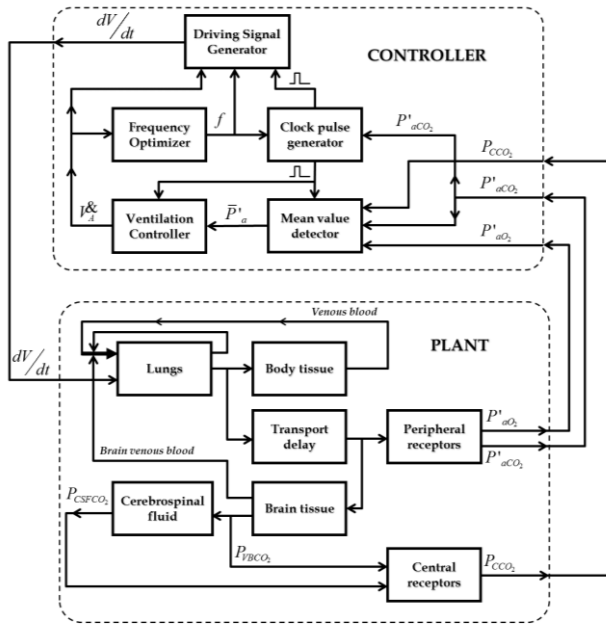 dV/dt
Driving Signal
Generator
CONTROLLER
Frequency
Optimizer
f
Clock pulse
generator
P'aCO₂
PCCO₂
P'aCO₂
V&A
Ventilation
Controller
P̄'a
Mean value
detector
P'aO₂
Venous blood
PLANT
dV/dt
Lungs
Body tissue
Transport
delay
Peripheral
receptors
P'aO₂
P'aCO₂
Brain venous blood
PCSFCO₂
Cerebrospinal
fluid
Brain tissue
PVBCO₂
Central
receptors
PCCO₂